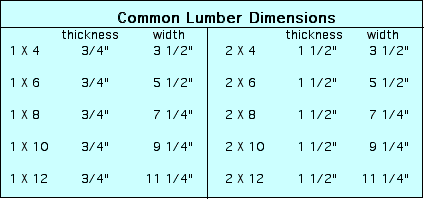 Common Lumber Dimensions
thickness width thickness width
1 X 4 3/4" 3 1/2" 2 X 4 1 1/2" 3 1/2"
1 X 6 3/4" 5 1/2" 2 X 6 1 1/2" 5 1/2"
1 X 8 3/4" 7 1/4" 2 X 8 1 1/2" 7 1/4"
1 X 10 3/4" 9 1/4" 2 X 10 1 1/2" 9 1/4"
1 X 12 3/4" 11 1/4" 2 X 12 1 1/2" 11 1/4"